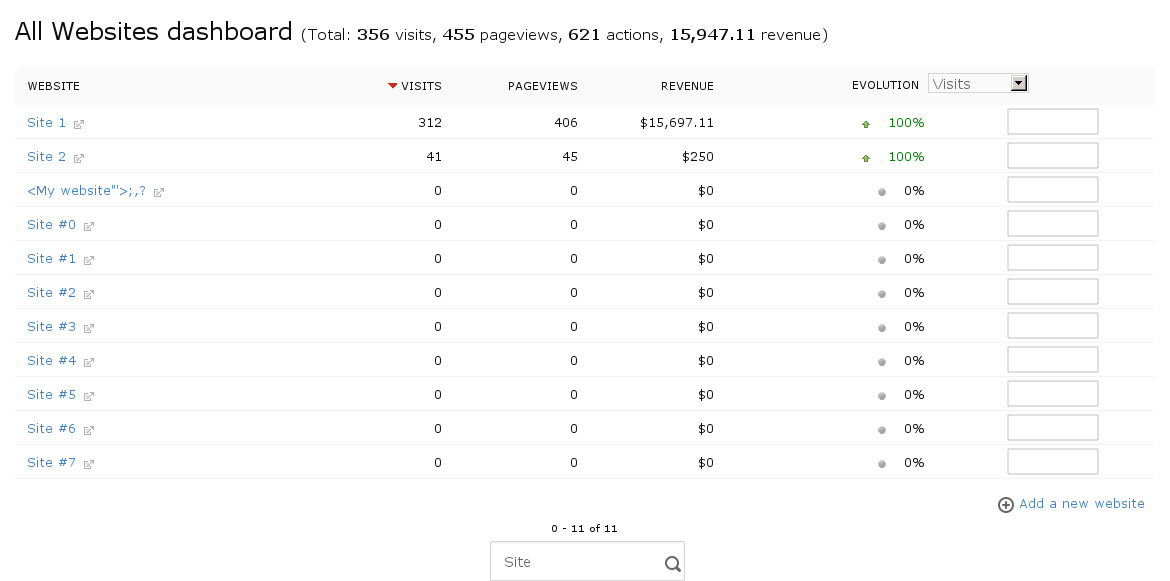 All Websites dashboard (Total: 356 visits, 455 pageviews, 621 actions, 15,947.11 revenue)
WEBSITE VISITS PAGEVIEWS REVENUE EVOLUTION Visits
Site 1 312 406 $15,697.11 100%
Site 2 41 45 $250 100%
<My website"'>;,? 0 0 $0 0%
Site #0 0 0 $0 0%
Site #1 0 0 $0 0%
Site #2 0 0 $0 0%
Site #3 0 0 $0 0%
Site #4 0 0 $0 0%
Site #5 0 0 $0 0%
Site #6 0 0 $0 0%
Site #7 0 0 $0 0%
Add a new website
0 - 11 of 11
Site